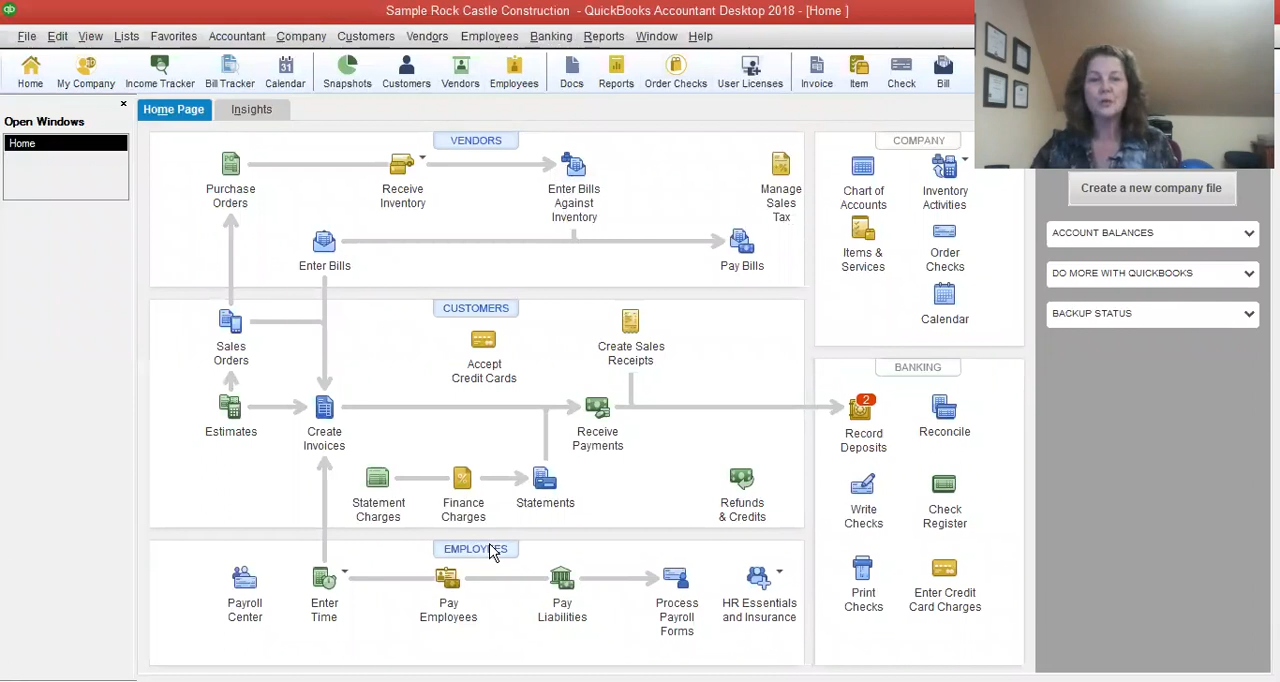 Sample Rock Castle Construction - QuickBooks Accountant Desktop 2018 - [Home ]
File Edit View Lists Favorites Accountant Company Customers Vendors Employees Banking Reports Window Help
Home My Company Income Tracker Bill Tracker Calendar Snapshots Customers Vendors Employees Docs Reports Order Checks User Licenses Invoice Item Check Bill
24
31
Open Windows
Home
Home Page Insights
VENDORS
Purchase
Orders
Receive
Inventory
Enter Bills
Against
Inventory
Manage
Sales
Tax
Enter Bills
Pay Bills
CUSTOMERS
Sales
Orders
Accept
Credit Cards
Create Sales
Receipts
Estimates
Create
Invoices
Receive
Payments
Statement
Charges
Finance
Charges
Statements
Refunds
& Credits
EMPLOYEES
Payroll
Center
Enter
Time
Pay
Employees
Pay
Liabilities
Process
Payroll
Forms
HR Essentials
and Insurance
COMPANY
Chart of
Accounts
Inventory
Activities
Items &
Services
Order
Checks
Calendar
BANKING
2
Record
Deposits
Reconcile
Write
Checks
Check
Register
Print
Checks
Enter Credit
Card Charges
Create a new company file
ACCOUNT BALANCES
DO MORE WITH QUICKBOOKS
BACKUP STATUS